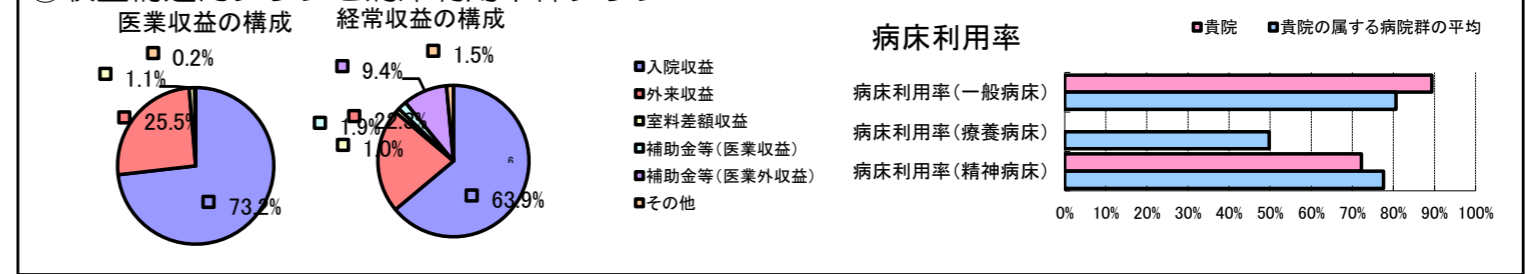 医業収益の構成
0.2%
1.1%
25.5%
73.2%
経常収益の構成
1.5%
9.4%
1.9%
1.0%
63.9%
入院収益
外来収益
室料差額収益
補助金等(医業収益)
補助金等(医業外収益)
その他
病床利用率
貴院
貴院の属する病院群の平均
病床利用率(一般病床)
病床利用率(療養病床)
病床利用率(精神病床)
0% 10% 20% 30% 40% 50% 60% 70% 80% 90% 100%